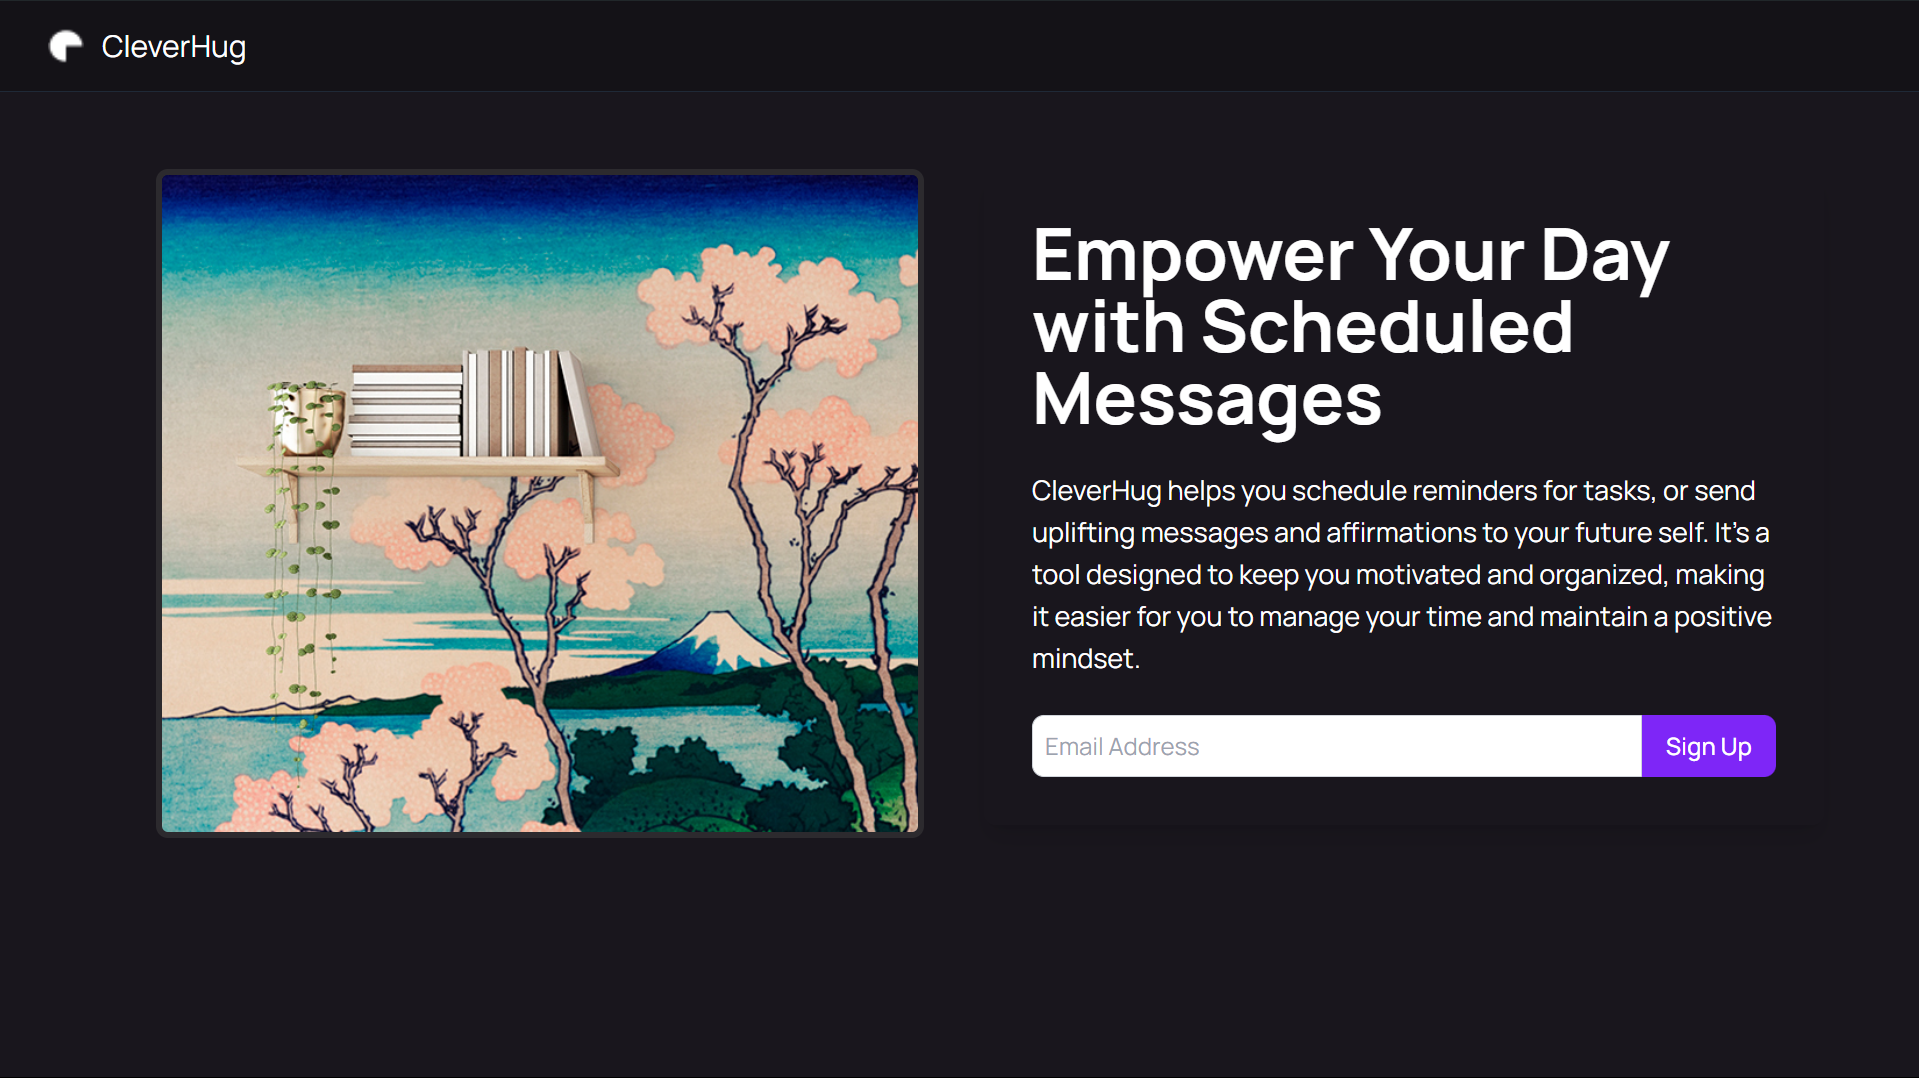 CleverHug
Empower Your Day
with Scheduled
Messages
CleverHug helps you schedule reminders for tasks, or send
uplifting messages and affirmations to your future self. It's a
tool designed to keep you motivated and organized, making
it easier for you to manage your time and maintain a positive
mindset.
Email Address
Sign Up